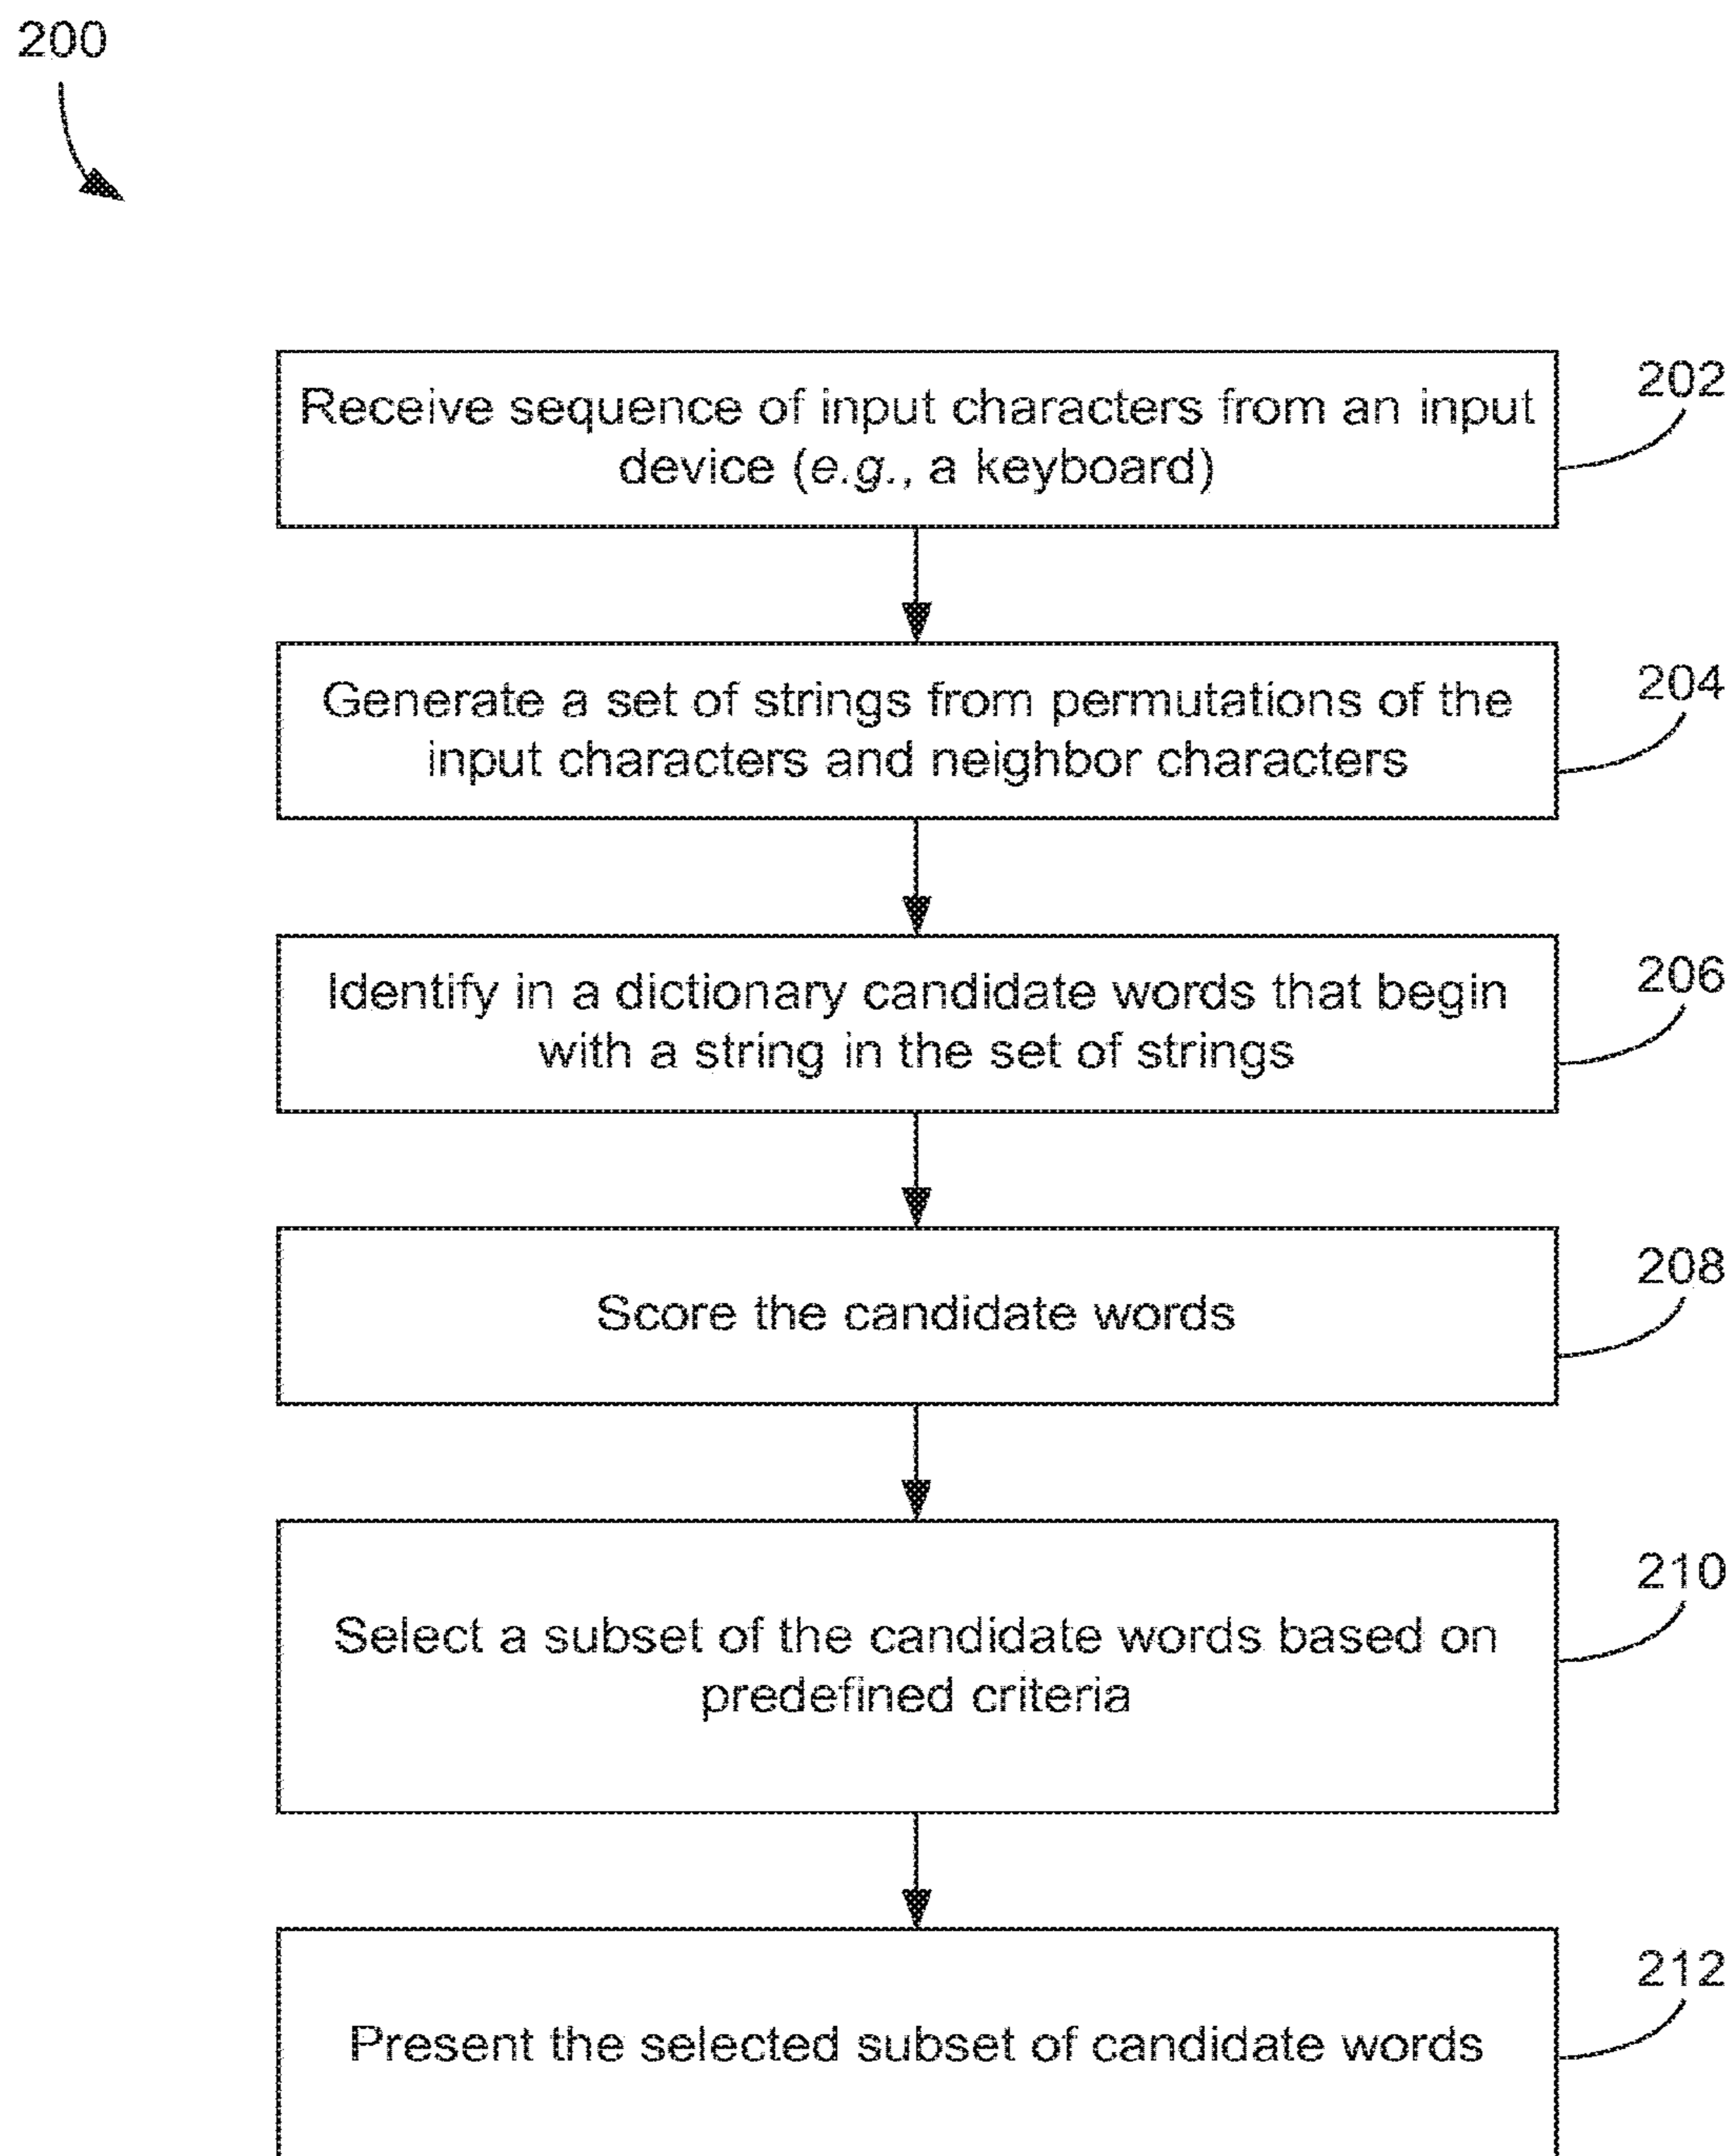 200
Receive sequence of input characters from an input
device (e.g., a keyboard)
202
Generate a set of strings from permutations of the
input characters and neighbor characters
204
Identify in a dictionary candidate words that begin
with a string in the set of strings
206
Score the candidate words
208
Select a subset of the candidate words based on
predefined criteria
210
Present the selected subset of candidate words
212